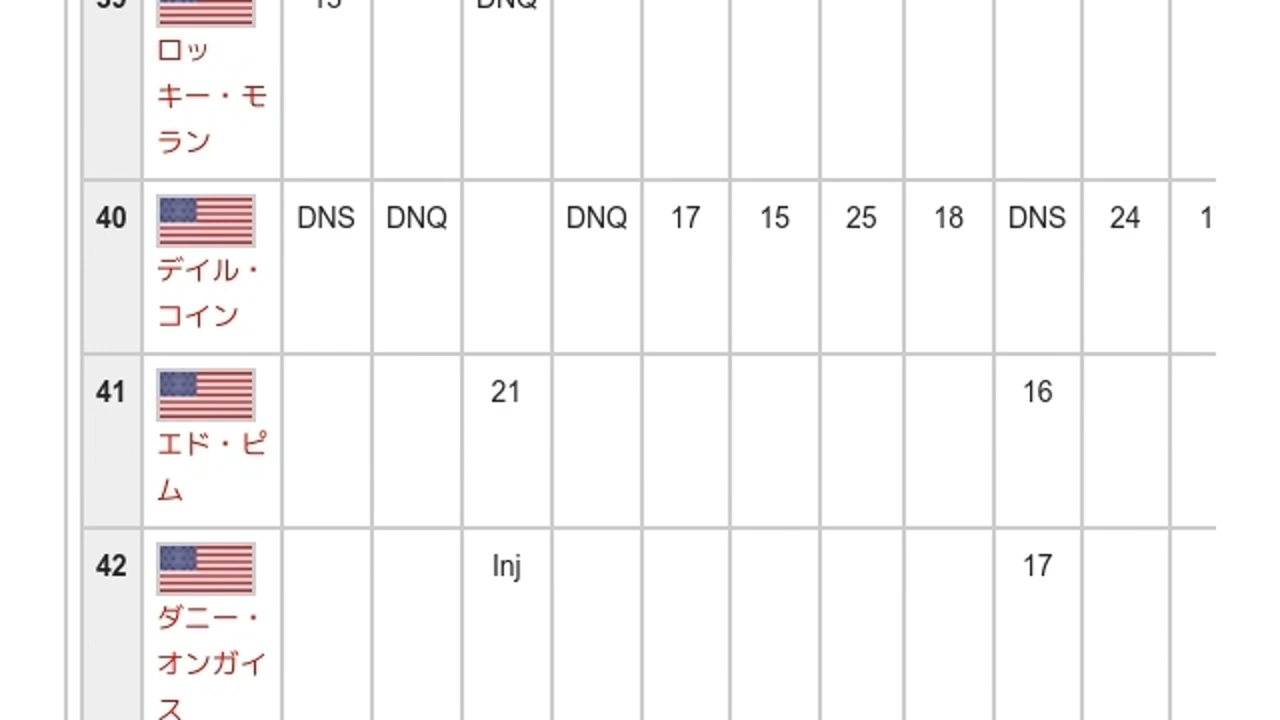 ロッ
キー・モ
ラン
40 DNS DNQ DNQ 17 15 25 18 DNS 24
デイル・
コイン
41 21 16
エド・ピ
ム
42 Inj 17
ダニー・
オンガイ
ス